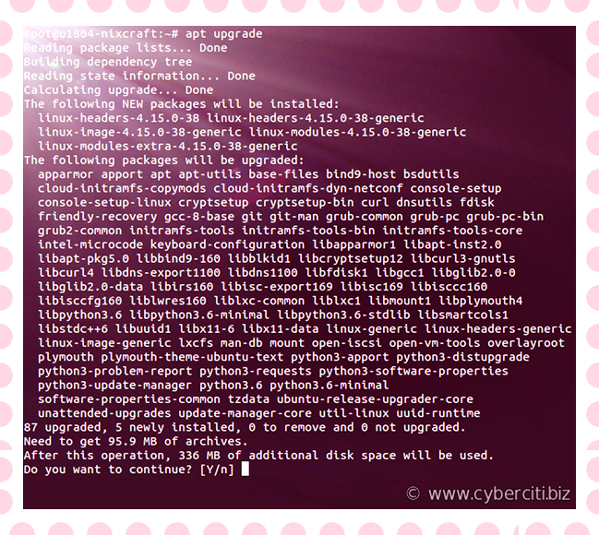 root@u1804-nixcraft:~# apt upgrade
Reading package lists... Done
Building dependency tree
Reading state information... Done
Calculating upgrade... Done
The following NEW packages will be installed:
  linux-headers-4.15.0-38 linux-headers-4.15.0-38-generic
  linux-image-4.15.0-38-generic linux-modules-4.15.0-38-generic
  linux-modules-extra-4.15.0-38-generic
The following packages will be upgraded:
  apparmor apport apt apt-utils base-files bind9-host bsdutils
  cloud-initramfs-copymods cloud-initramfs-dyn-netconf console-setup
  console-setup-linux cryptsetup cryptsetup-bin curl dnsutils fdisk
  friendly-recovery gcc-8-base git git-man grub-common grub-pc grub-pc-bin
  grub2-common initramfs-tools initramfs-tools-bin initramfs-tools-core
  intel-microcode keyboard-configuration libapparmor1 libapt-inst2.0
  libapt-pkg5.0 libbind9-160 libblkid1 libcryptsetup12 libcurl3-gnutls
  libcurl4 libdns-export1100 libdns1100 libfdisk1 libgcc1 libglib2.0-0
  libglib2.0-data libirs160 libisc-export169 libisc169 libisccc160
  libisccfg160 liblwres160 liblxc-common liblxc1 libmount1 libplymouth4
  libpython3.6 libpython3.6-minimal libpython3.6-stdlib libsmartcols1
  libstdc++6 libuuid1 libx11-6 libx11-data linux-generic linux-headers-generic
  linux-image-generic lxcfs man-db mount open-iscsi open-vm-tools overlayroot
  plymouth plymouth-theme-ubuntu-text python3-apport python3-distupgrade
  python3-problem-report python3-requests python3-software-properties
  python3-update-manager python3.6 python3.6-minimal
  software-properties-common tzdata ubuntu-release-upgrader-core
  unattended-upgrades update-manager-core util-linux uuid-runtime
87 upgraded, 5 newly installed, 0 to remove and 0 not upgraded.
Need to get 95.9 MB of archives.
After this operation, 336 MB of additional disk space will be used.
Do you want to continue? [Y/n]
© www.cyberciti.biz